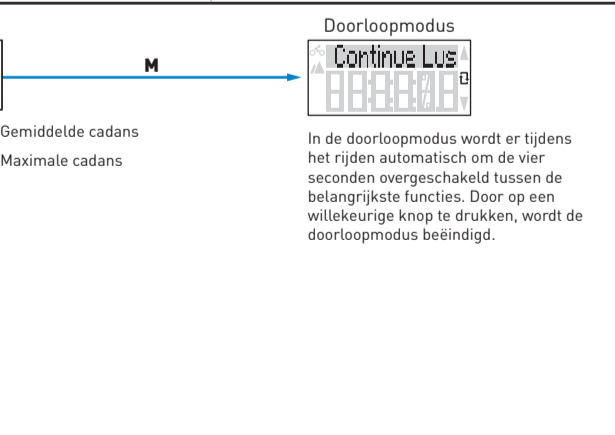 Doorloopmodus
M
Continue Lus
Gemiddelde cadans
Maximale cadans
In de doorloopmodus wordt er tijdens
het rijden automatisch om de vier
seconden overgeschakeld tussen de
belangrijkste functies. Door op een
willekeurige knop te drukken, wordt de
doorloopmodus beëindigd.